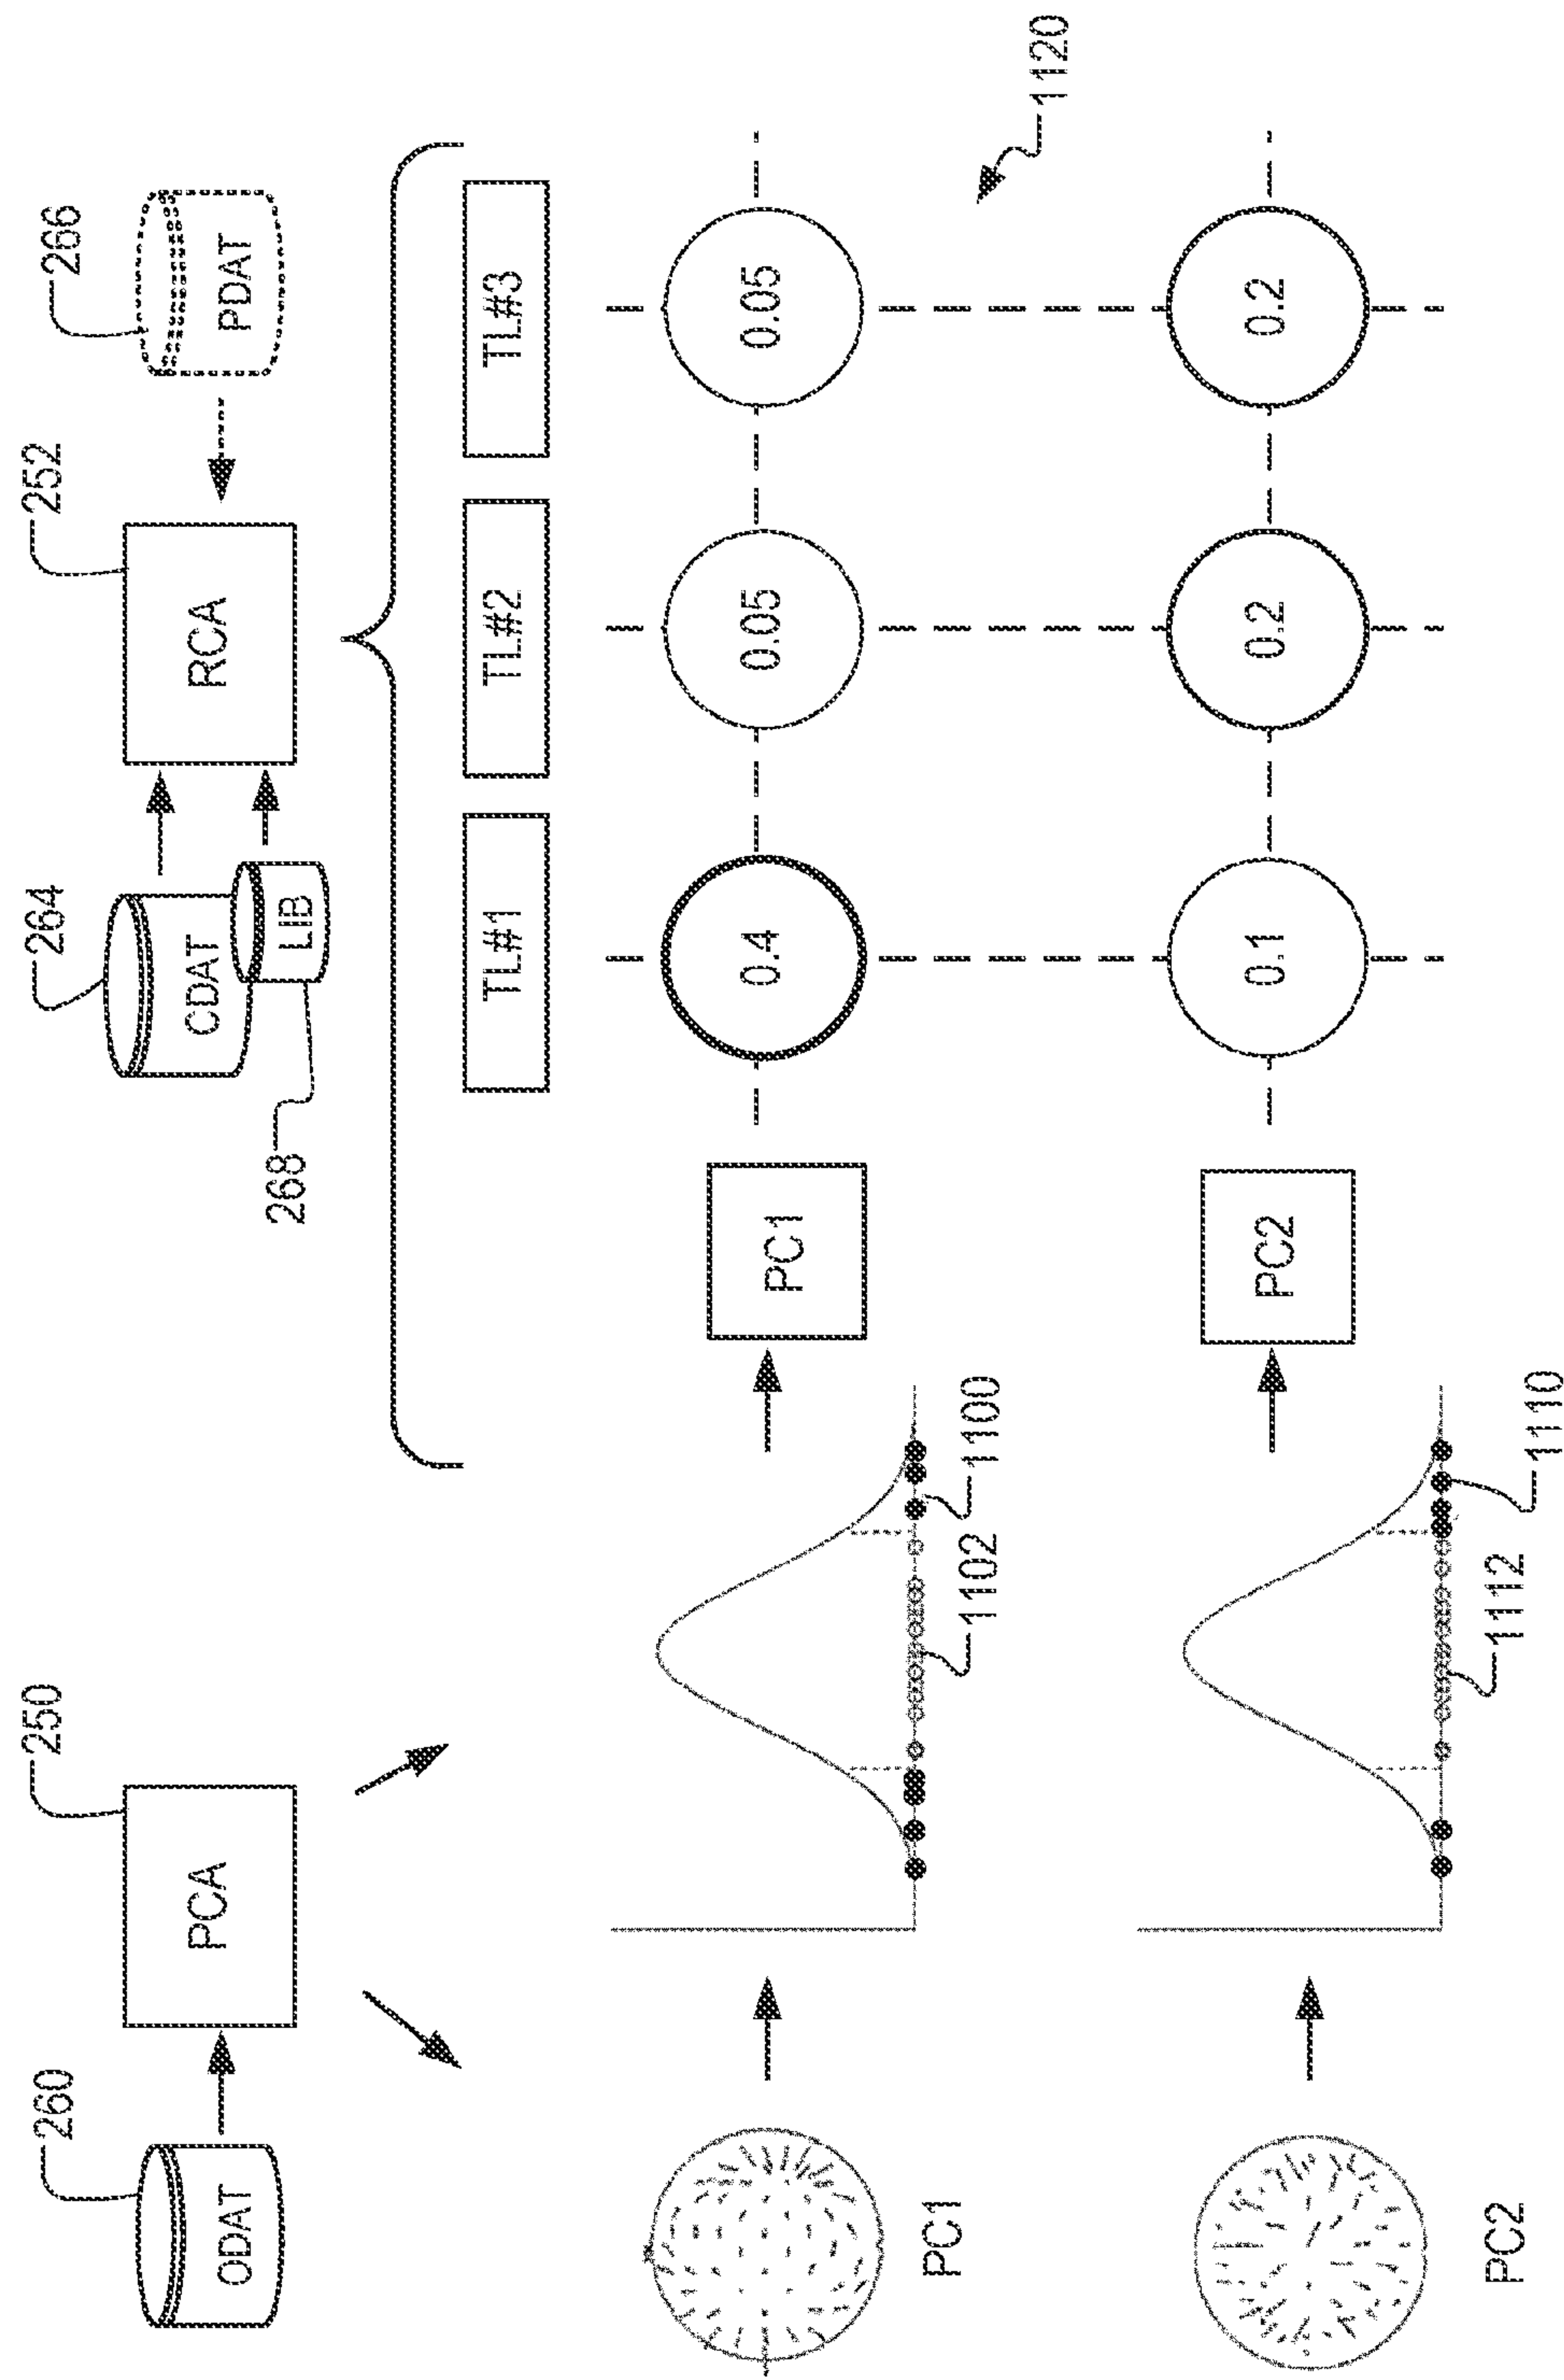 260
250
264
252
266
ODAT
PCA
CDAT
LIB
RCA
PDAT
268
TL#1
TL#2
TL#3
PC1
0.4
0.05
0.05
PC1
1102
1100
1120
PC2
0.1
0.2
0.2
PC2
1112
1110